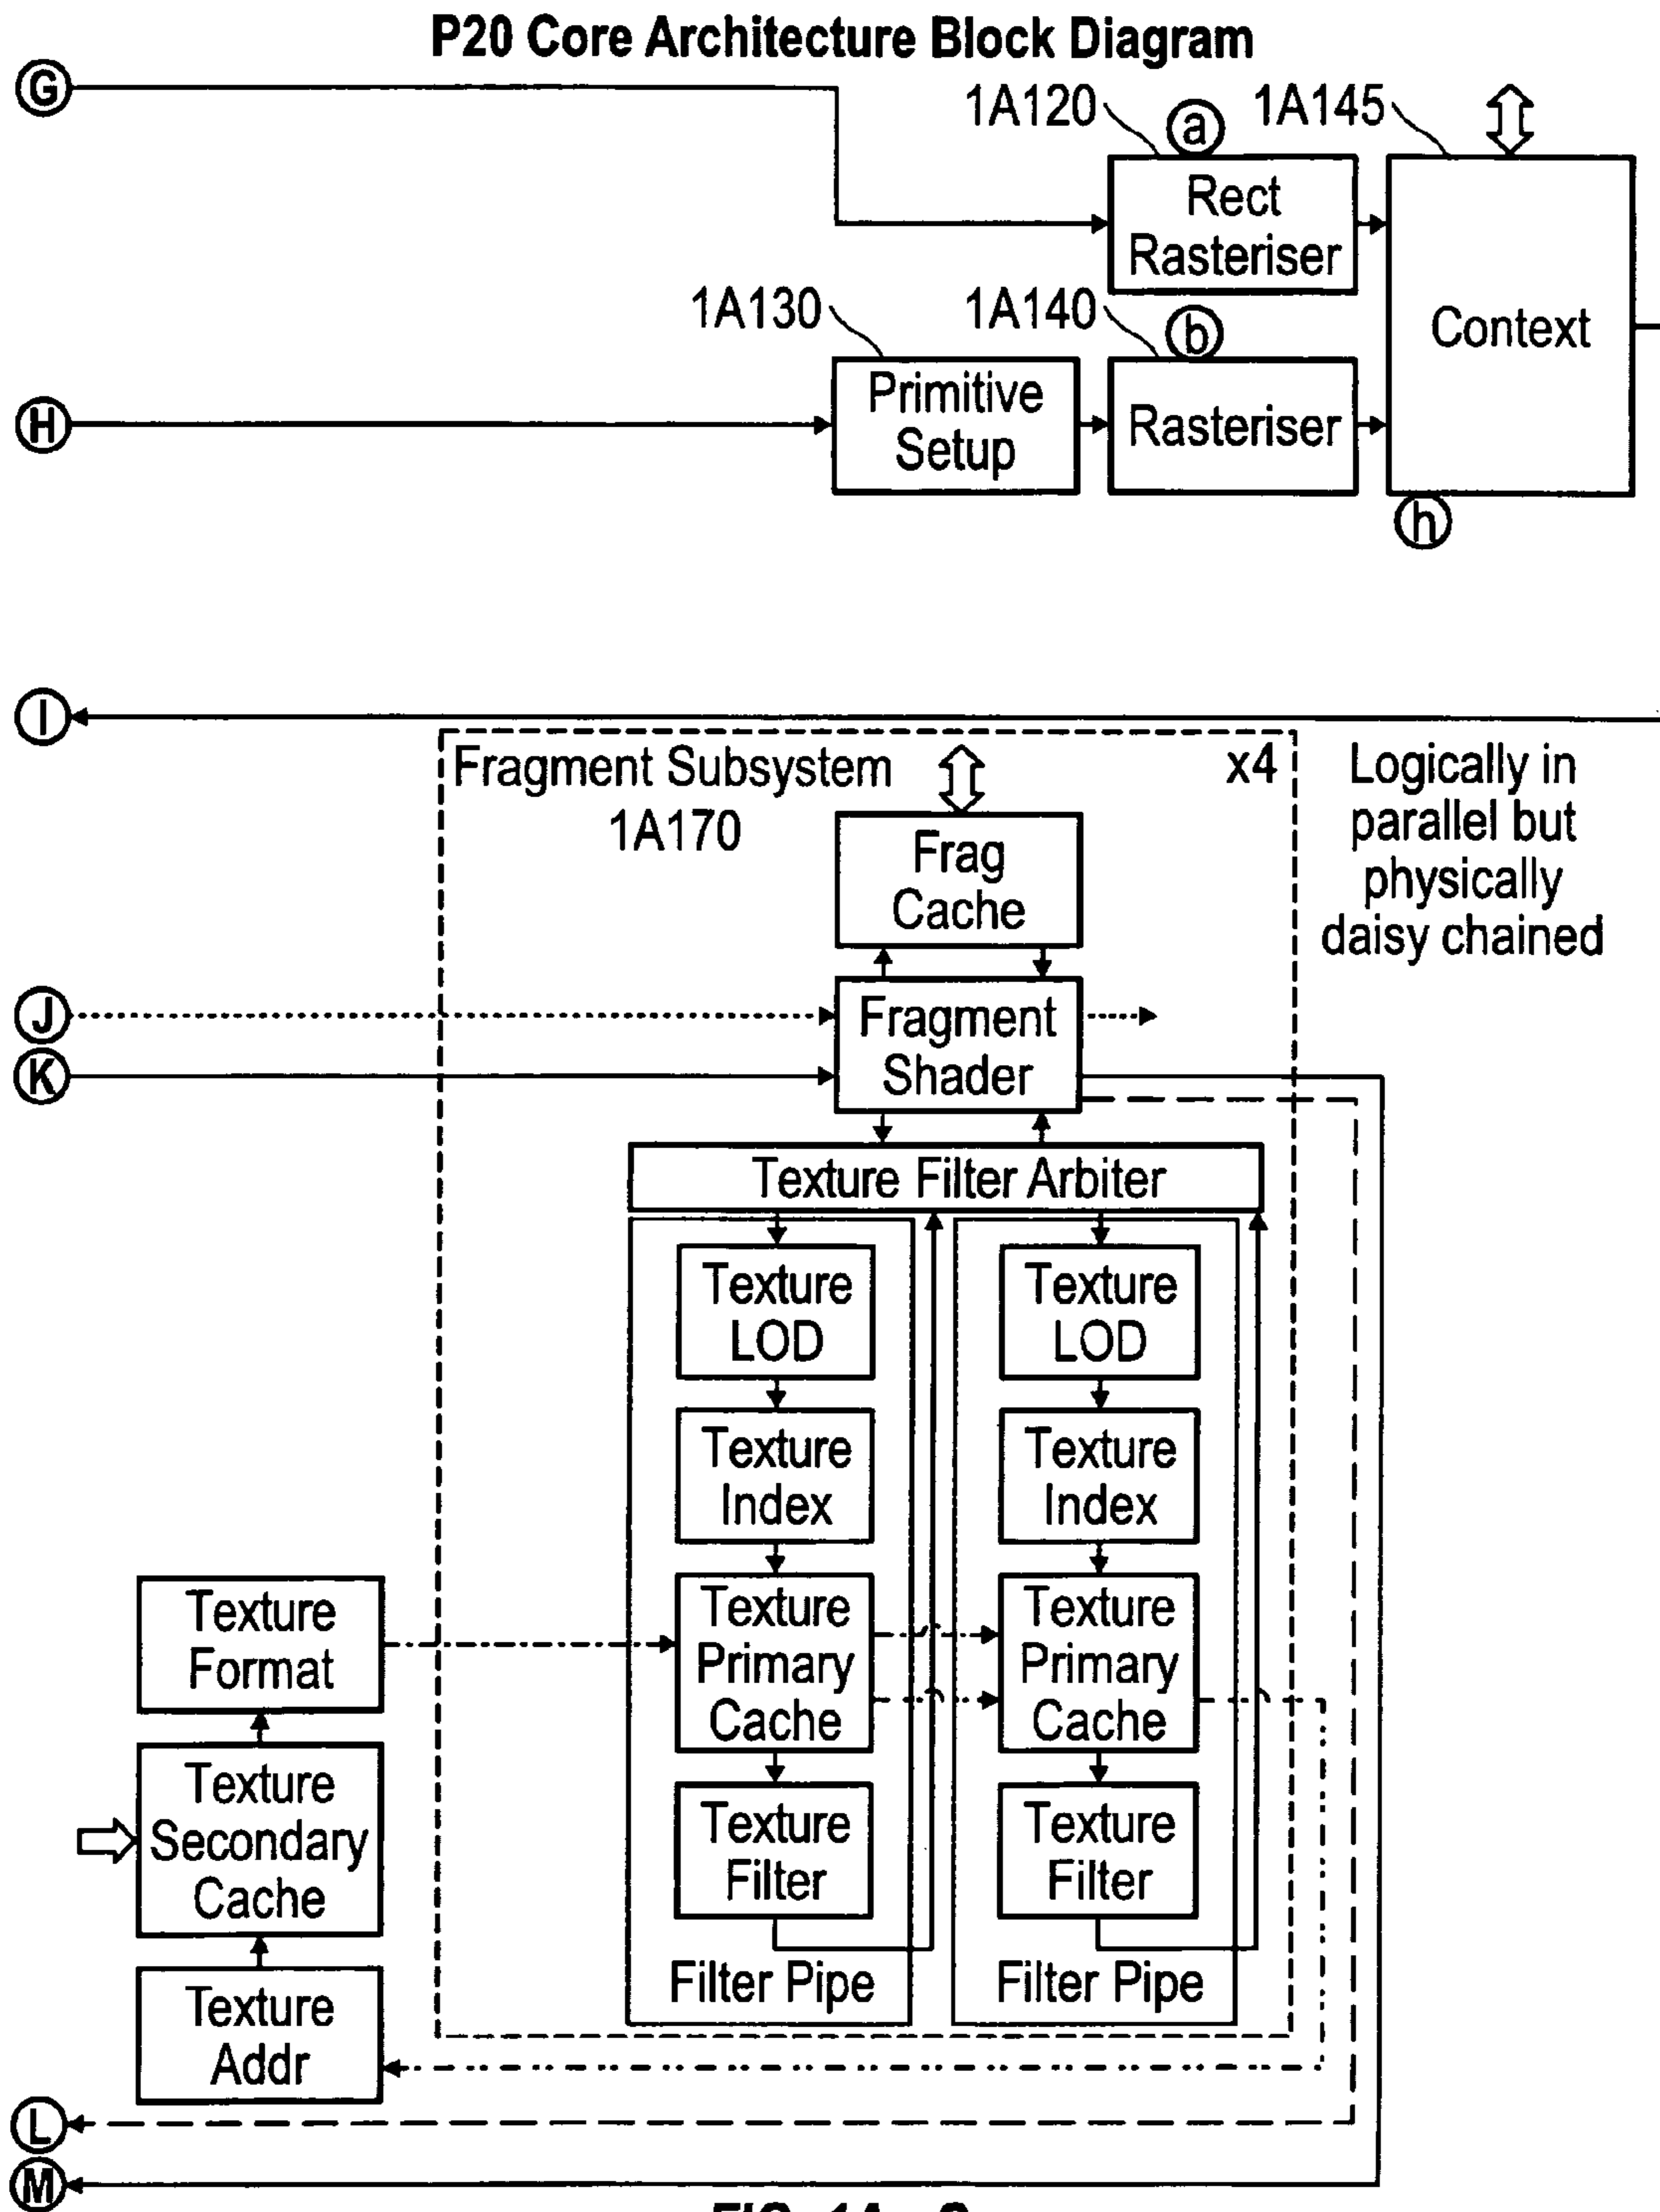 P20 Core Architecture Block Diagram
G
1A120
a
1A145
Rect
Rasteriser
Context
1A130
1A140
b
H
Primitive
Setup
Rasteriser
h
I
Fragment Subsystem
x4
1A170
Logically in
parallel but
physically
daisy chained
Frag
Cache
J
K
Fragment
Shader
Texture Filter Arbiter
Texture
LOD
Texture
LOD
Texture
Index
Texture
Index
Texture
Format
Texture
Primary
Cache
Texture
Primary
Cache
Texture
Secondary
Cache
Texture
Filter
Texture
Filter
Filter Pipe
Filter Pipe
Texture
Addr
L
M